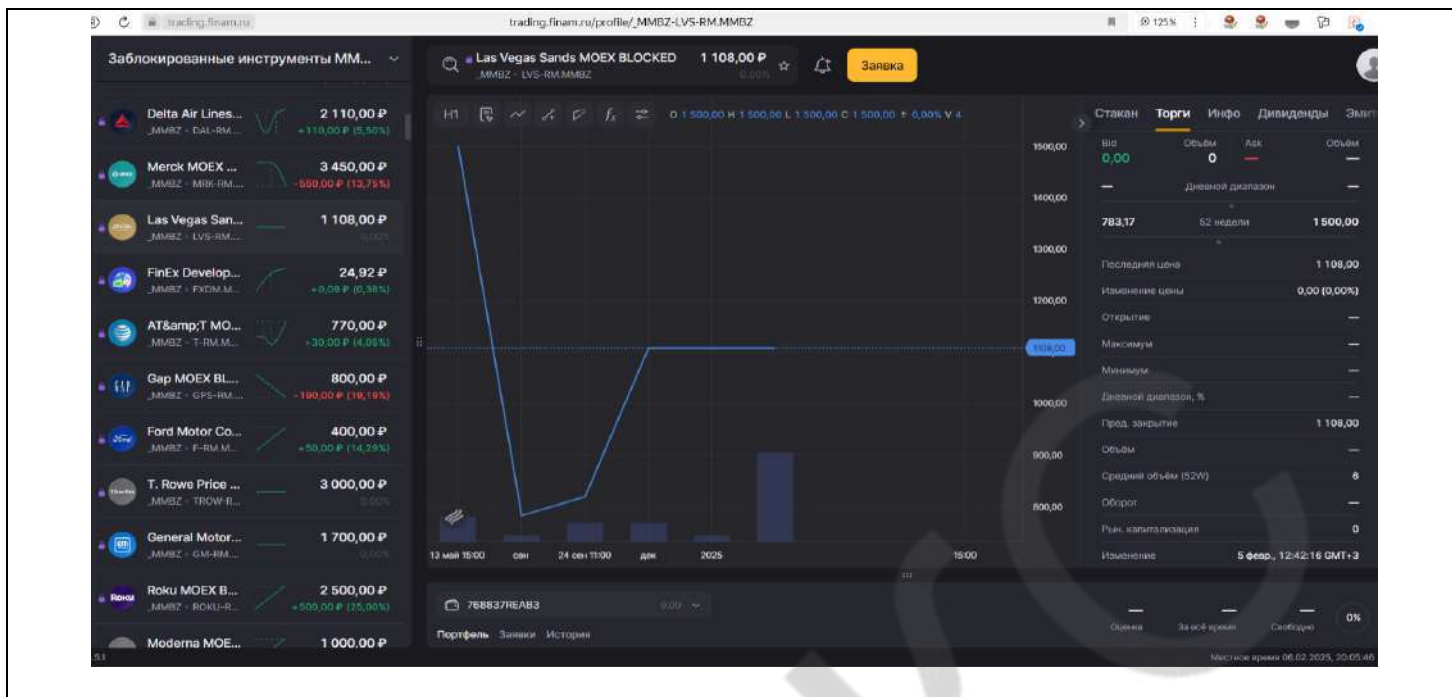 trading.finam.ru
trading.finam.ru/profile/_MMBZ-LVS-RM.MMBZ
125 %
Заблокированные инструменты ММ...
Las Vegas Sands MOEX BLOCKED
_MMBZ · LVS-RM.MMBZ
1 108,00 ₽
0,00%
Заявка
Delta Air Lines...
_MMBZ · DAL-RM....
2 110,00 ₽
+110,00 ₽ (5,50%)
Merck MOEX ...
_MMBZ · MRK-RM....
3 450,00 ₽
-550,00 ₽ (13,75%)
Las Vegas San...
_MMBZ · LVS-RM....
1 108,00 ₽
0,00%
FinEx Develop...
_MMBZ · FXDM.M...
24,92 ₽
AT&amp;T MO...
_MMBZ · T-RM.M...
770,00 ₽
+30,00 ₽ (4,05%)
Gap MOEX BL...
_MMBZ · GPS-RM....
800,00 ₽
-190,00 ₽ (19,19%)
Ford Motor Co...
_MMBZ · F-RM.M...
400,00 ₽
+50,00 ₽ (14,29%)
T. Rowe Price ...
_MMBZ · TROW-R...
3 000,00 ₽
0,00%
General Motor...
_MMBZ · GM-RM....
1 700,00 ₽
0,00%
Roku MOEX B...
_MMBZ · ROKU-R...
2 500,00 ₽
+500,00 ₽ (25,00%)
Moderna MOE...
1 000,00 ₽
H1
O 1 500,00 H 1 500,00 L 1 500,00 C 1 500,00 ± 0,00% V 4
1500,00
1400,00
1300,00
1200,00
1108,00
1000,00
900,00
800,00
13 май 15:00 сен 24 сен 11:00 дек 2025 15:00
Стакан Торги Инфо Дивиденды Эмит
Bid Объём Ask Объём
0,00 0 — —
— Дневной диапазон —
783,17 52 недели 1 500,00
Последняя цена 1 108,00
Изменение цены 0,00 (0,00%)
Открытие —
Максимум —
Минимум —
Дневной диапазон, % —
Пред. закрытие 1 108,00
Объём —
Средний объём (52W) 6
Оборот —
Рын. капитализация 0
Изменение 5 февр., 12:42:16 GMT+3
768837REAB3
0,00
Портфель Заявки История
— — —
Оценка За всё время Свободно
0%
Местное время 06.02.2025, 20:05:46